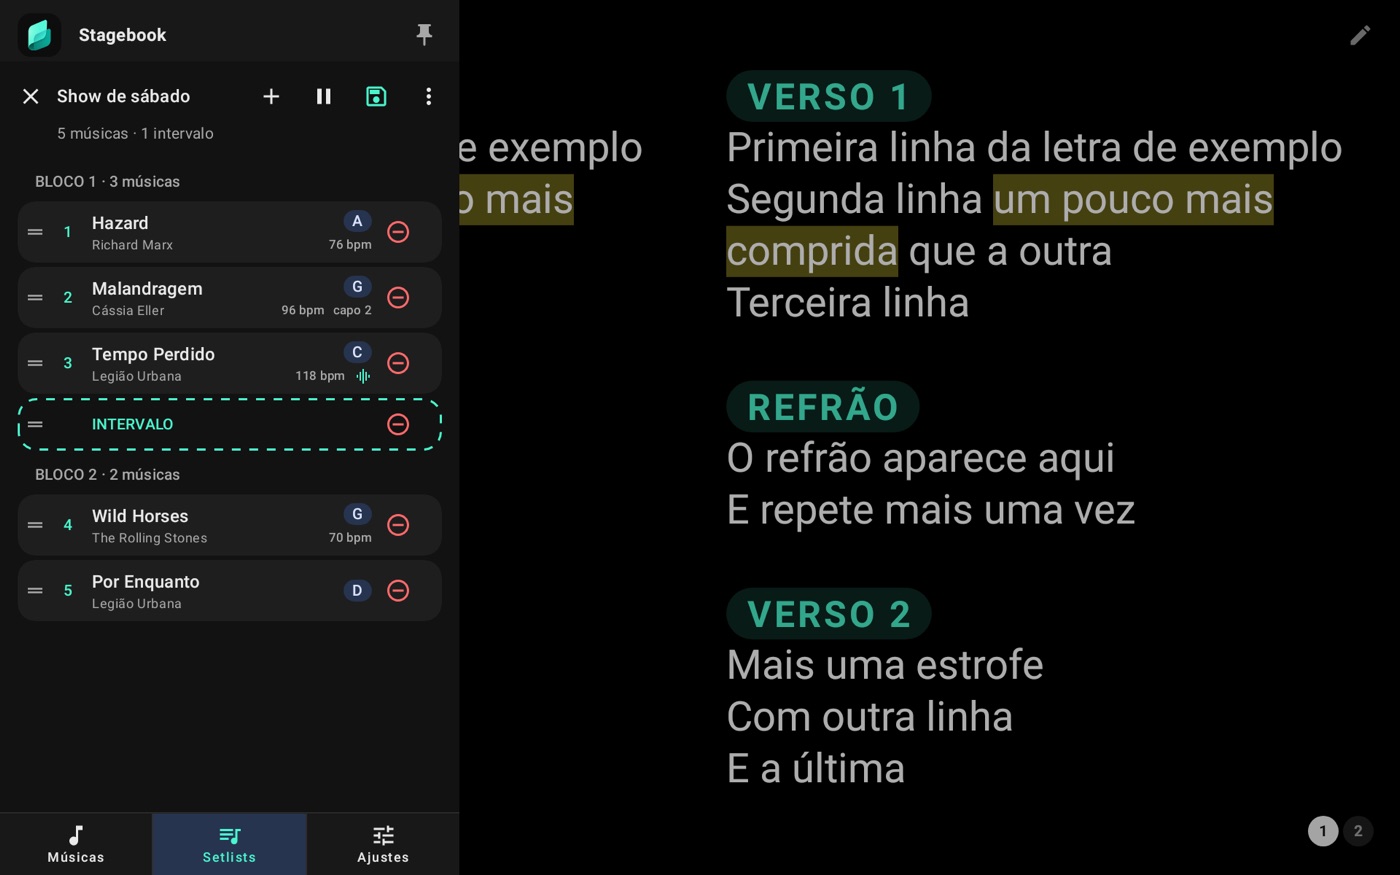 Stagebook
Show de sábado
5 músicas · 1 intervalo
BLOCO 1 · 3 músicas
1
Hazard
A
Richard Marx
76 bpm
2
Malandragem
G
Cássia Eller
96 bpm capo 2
3
Tempo Perdido
C
Legião Urbana
118 bpm
INTERVALO
BLOCO 2 · 2 músicas
4
Wild Horses
G
The Rolling Stones
70 bpm
5
Por Enquanto
D
Legião Urbana
Músicas
Setlists
Ajustes
e exemplo
o mais
VERSO 1
Primeira linha da letra de exemplo
Segunda linha um pouco mais
comprida que a outra
Terceira linha
REFRÃO
O refrão aparece aqui
E repete mais uma vez
VERSO 2
Mais uma estrofe
Com outra linha
E a última
1
2